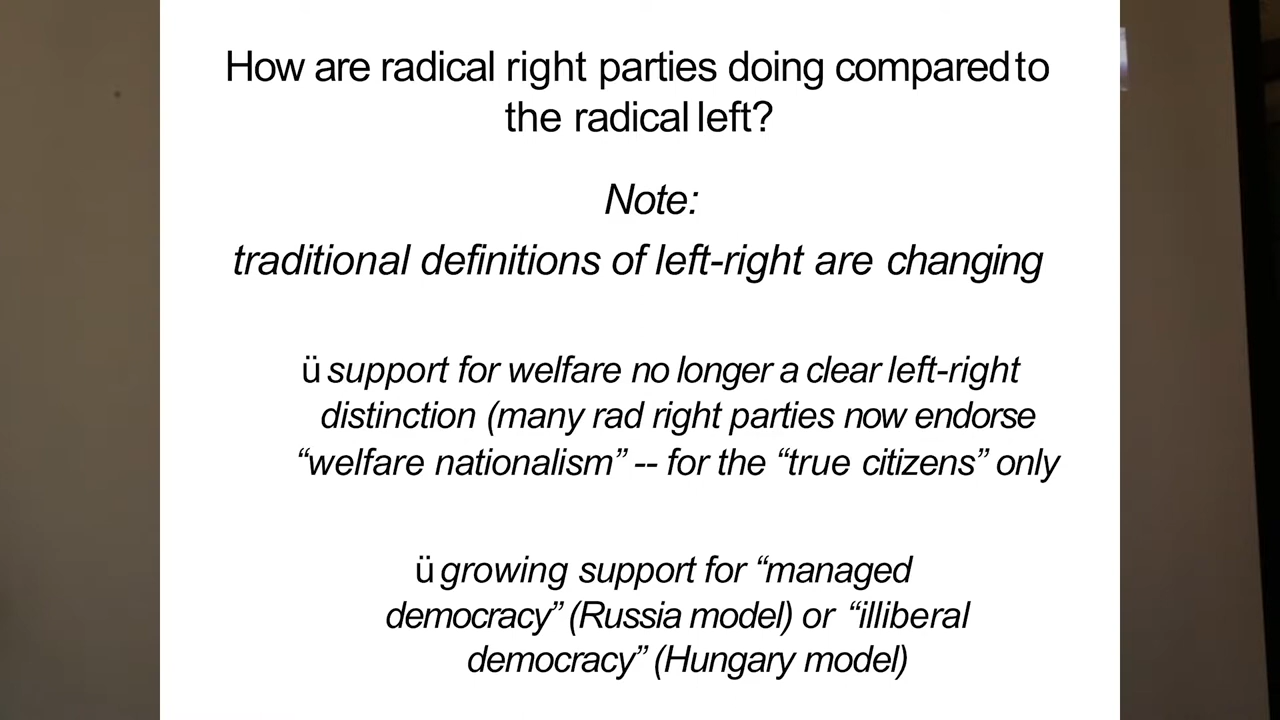 How are radical right parties doing compared to
the radical left?
Note:
traditional definitions of left-right are changing
ü support for welfare no longer a clear left-right
distinction (many rad right parties now endorse
“welfare nationalism” -- for the “true citizens” only
ü growing support for “managed
democracy” (Russia model) or “illiberal
democracy” (Hungary model)